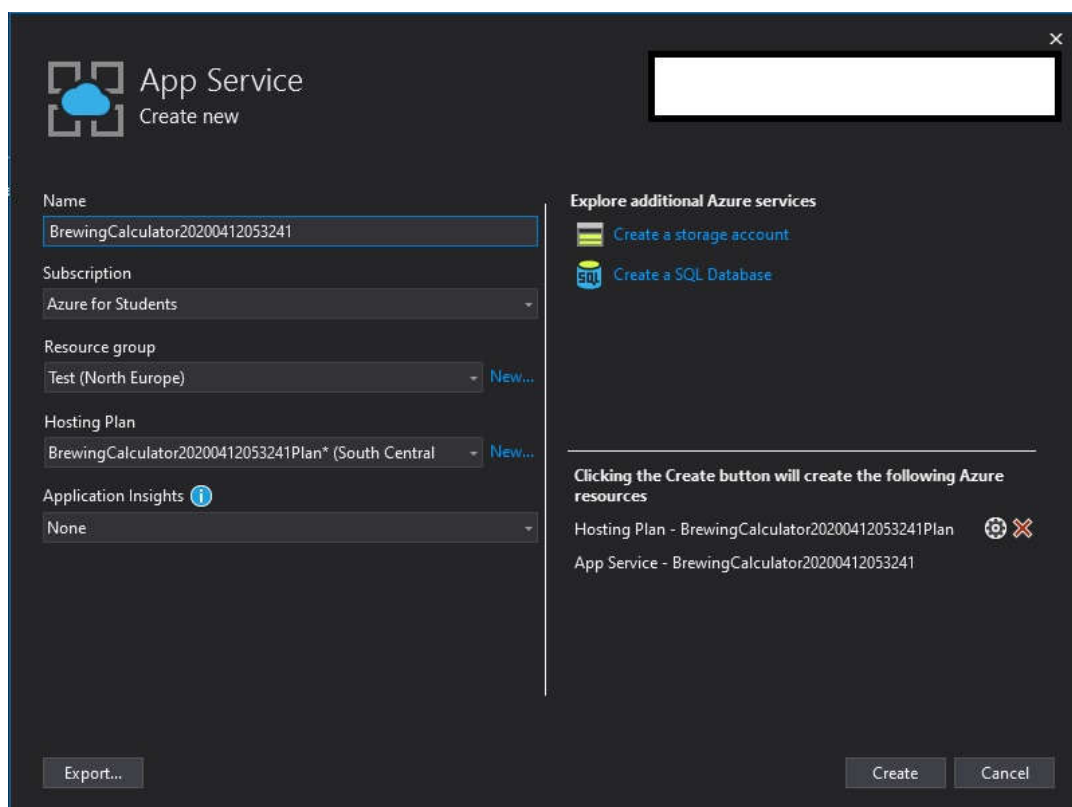 App Service
Create new
Name
BrewingCalculator20200412053241
Subscription
Azure for Students
Resource group
Test (North Europe)
New...
Hosting Plan
BrewingCalculator20200412053241Plan* (South Central
New...
Application Insights
None
Explore additional Azure services
Create a storage account
SQL
Create a SQL Database
Clicking the Create button will create the following Azure
resources
Hosting Plan - BrewingCalculator20200412053241Plan
App Service - BrewingCalculator20200412053241
Export...
Create
Cancel